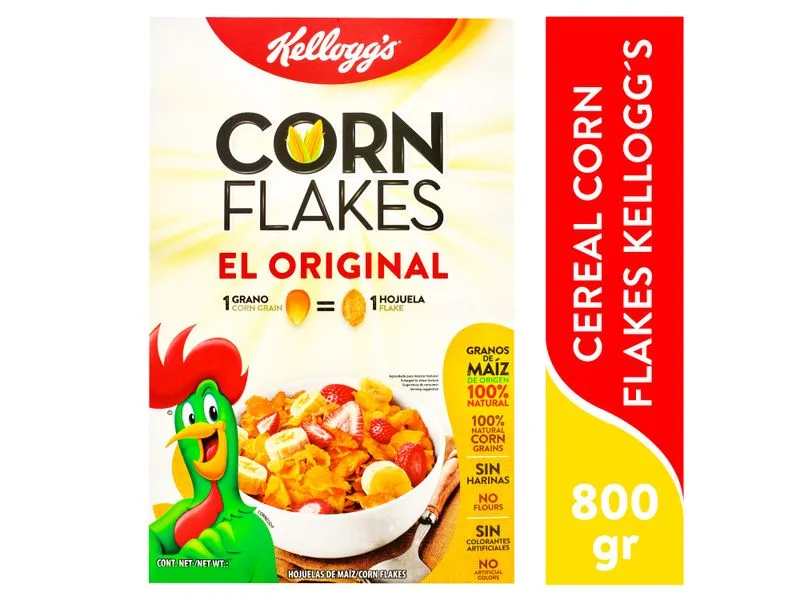 Kellogg's
CORN
FLAKES
EL ORIGINAL
1 GRANO
CORN GRAIN
=
1 HOJUELA
FLAKE
GRANOS
DE
MAÍZ
DE ORIGEN
100%
NATURAL
100%
NATURAL
CORN
GRAINS
SIN
HARINAS
NO
FLOURS
SIN
COLORANTES
ARTIFICIALES
NO
ARTIFICIAL
COLORS
CONT. NET/NET WT.:
HOJUELAS DE MAÍZ/CORN FLAKES
CEREAL CORN
FLAKES KELLOGG´S
800
gr